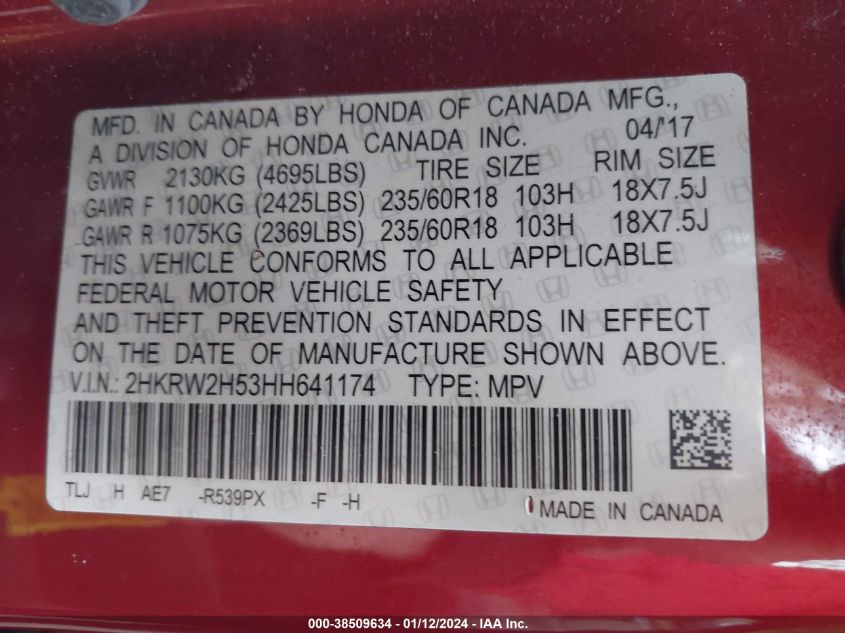 MFD. IN CANADA BY HONDA OF CANADA MFG.,
A DIVISION OF HONDA CANADA INC. 04/'17
GVWR 2130KG (4695LBS) TIRE SIZE RIM SIZE
GAWR F 1100KG (2425LBS) 235/60R18 103H 18X7.5J
GAWR R 1075KG (2369LBS) 235/60R18 103H 18X7.5J
THIS VEHICLE CONFORMS TO ALL APPLICABLE
FEDERAL MOTOR VEHICLE SAFETY
AND THEFT PREVENTION STANDARDS IN EFFECT
ON THE DATE OF MANUFACTURE SHOWN ABOVE.
V.I.N.: 2HKRW2H53HH641174 TYPE: MPV
TLJ H AE7 -R539PX -F -H
MADE IN CANADA
000-38509634 - 01/12/2024 - IAA Inc.